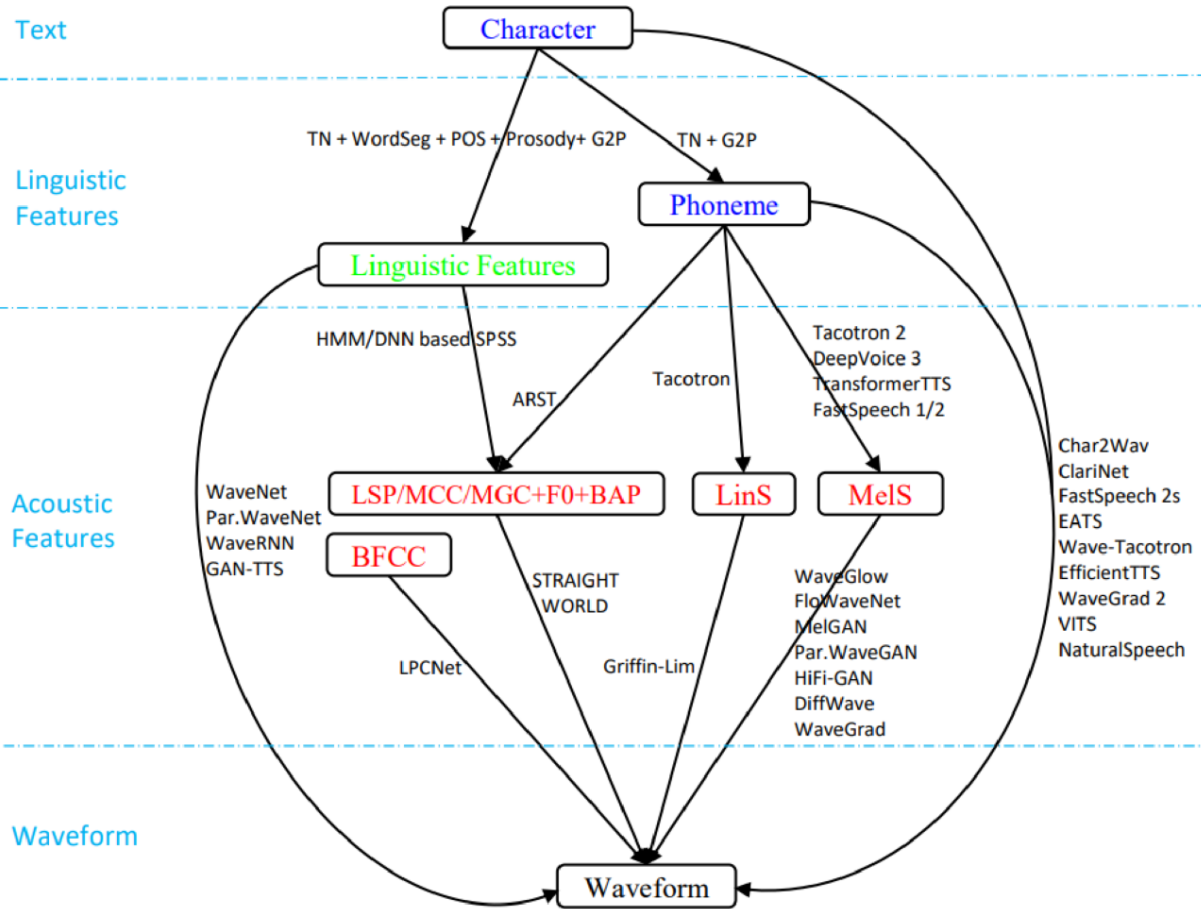 Text
Character
TN + WordSeg + POS + Prosody+ G2P
TN + G2P
Linguistic
Features
Phoneme
Linguistic Features
HMM/DNN based SPSS
ARST
Tacotron
Tacotron 2
DeepVoice 3
TransformerTTS
FastSpeech 1/2
Acoustic
Features
WaveNet
Par.WaveNet
WaveRNN
GAN-TTS
LSP/MCC/MGC+F0+BAP
LinS
MelS
BFCC
Char2Wav
ClariNet
FastSpeech 2s
EATS
Wave-Tacotron
EfficientTTS
WaveGrad 2
VITS
NaturalSpeech
STRAIGHT
WORLD
LPCNet
Griffin-Lim
WaveGlow
FloWaveNet
MelGAN
Par.WaveGAN
HiFi-GAN
DiffWave
WaveGrad
Waveform
Waveform